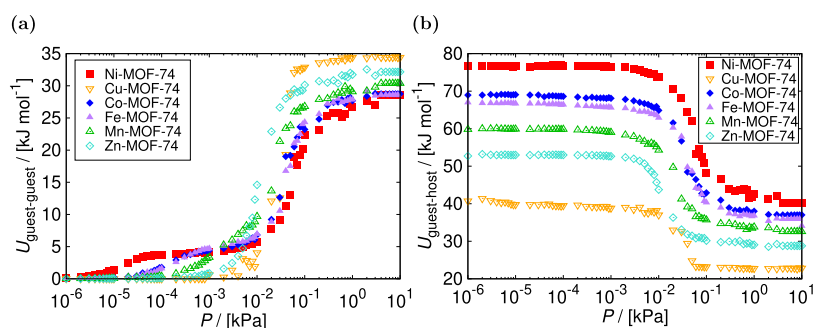 (a)
35
30
25
20
15
10
5
0
U guest-guest / [kJ mol⁻¹]
Ni-MOF-74
Cu-MOF-74
Co-MOF-74
Fe-MOF-74
Mn-MOF-74
Zn-MOF-74
10⁻⁶ 10⁻⁵ 10⁻⁴ 10⁻³ 10⁻² 10⁻¹ 10⁰ 10¹
P / [kPa]
(b)
80
70
60
50
40
30
20
U guest-host / [kJ mol⁻¹]
Ni-MOF-74
Cu-MOF-74
Co-MOF-74
Fe-MOF-74
Mn-MOF-74
Zn-MOF-74
10⁻⁶ 10⁻⁵ 10⁻⁴ 10⁻³ 10⁻² 10⁻¹ 10⁰ 10¹
P / [kPa]